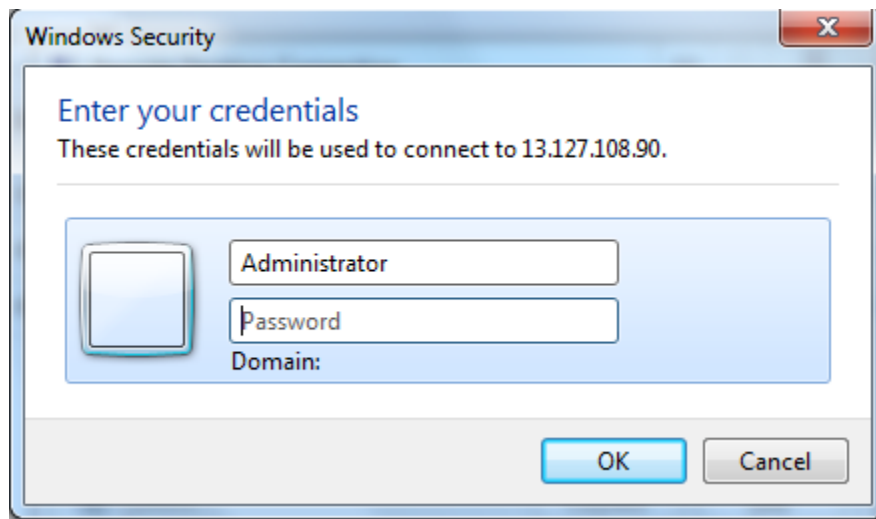 Windows Security
Enter your credentials
These credentials will be used to connect to 13.127.108.90.
Administrator
Password
Domain:
OK
Cancel